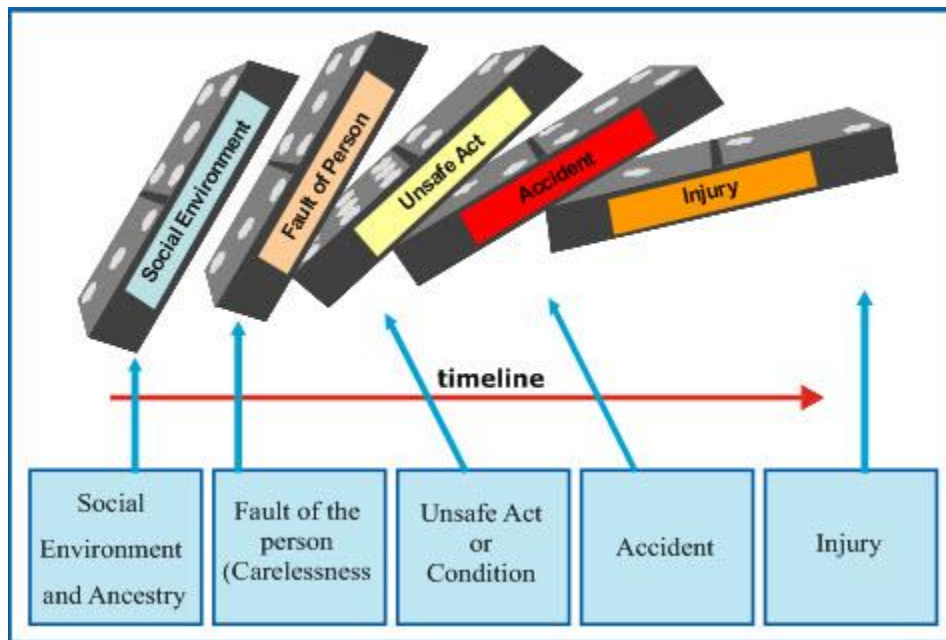 Social Environment
Fault of Person
Unsafe Act
Accident
Injury
timeline
Social
Environment
and Ancestry
Fault of the
person
(Carelessness
Unsafe Act
or
Condition
Accident
Injury